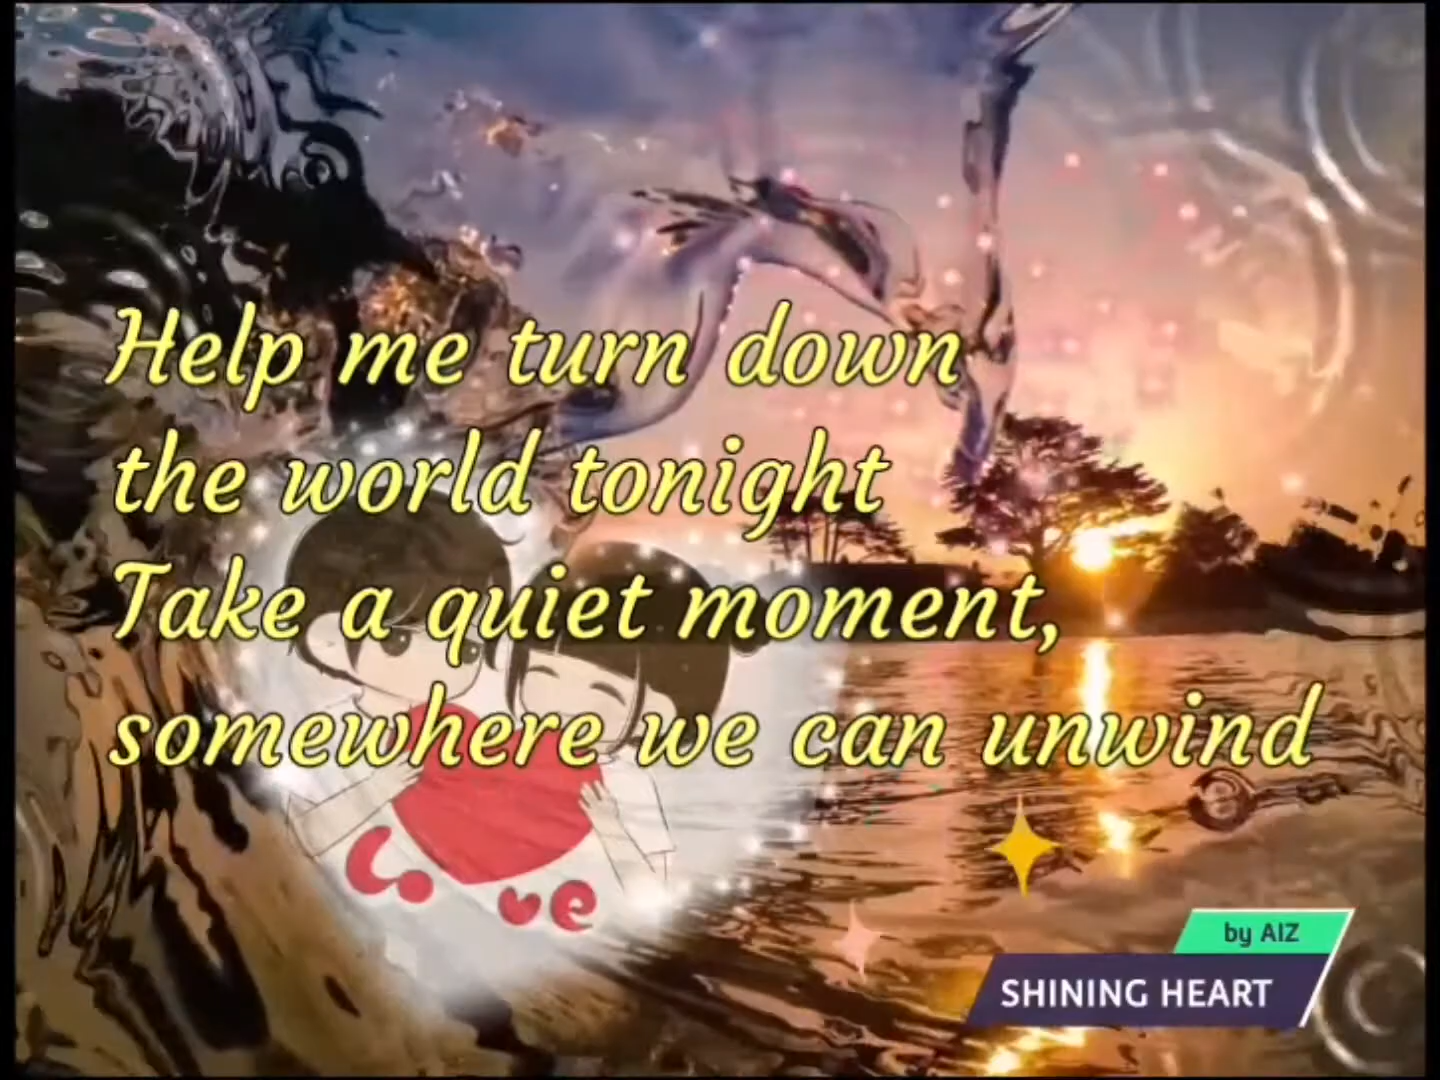 Help me turn down
the world tonight
Take a quiet moment,
somewhere we can unwind
Love
by AIZ
SHINING HEART